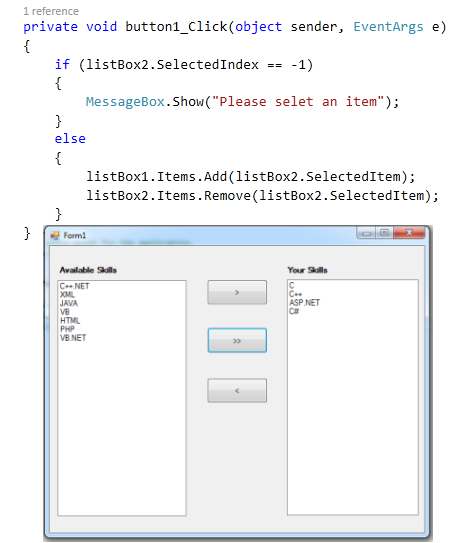 1 reference
private void button1_Click(object sender, EventArgs e)
{
if (listBox2.SelectedIndex == -1)
{
MessageBox.Show("Please selet an item");
}
else
{
listBox1.Items.Add(listBox2.SelectedItem);
listBox2.Items.Remove(listBox2.SelectedItem);
}
}
Form1
Available Skills
C++.NET
XML
JAVA
VB
HTML
PHP
VB.NET
>
>>
<
Your Skills
C
C++
ASP.NET
C#